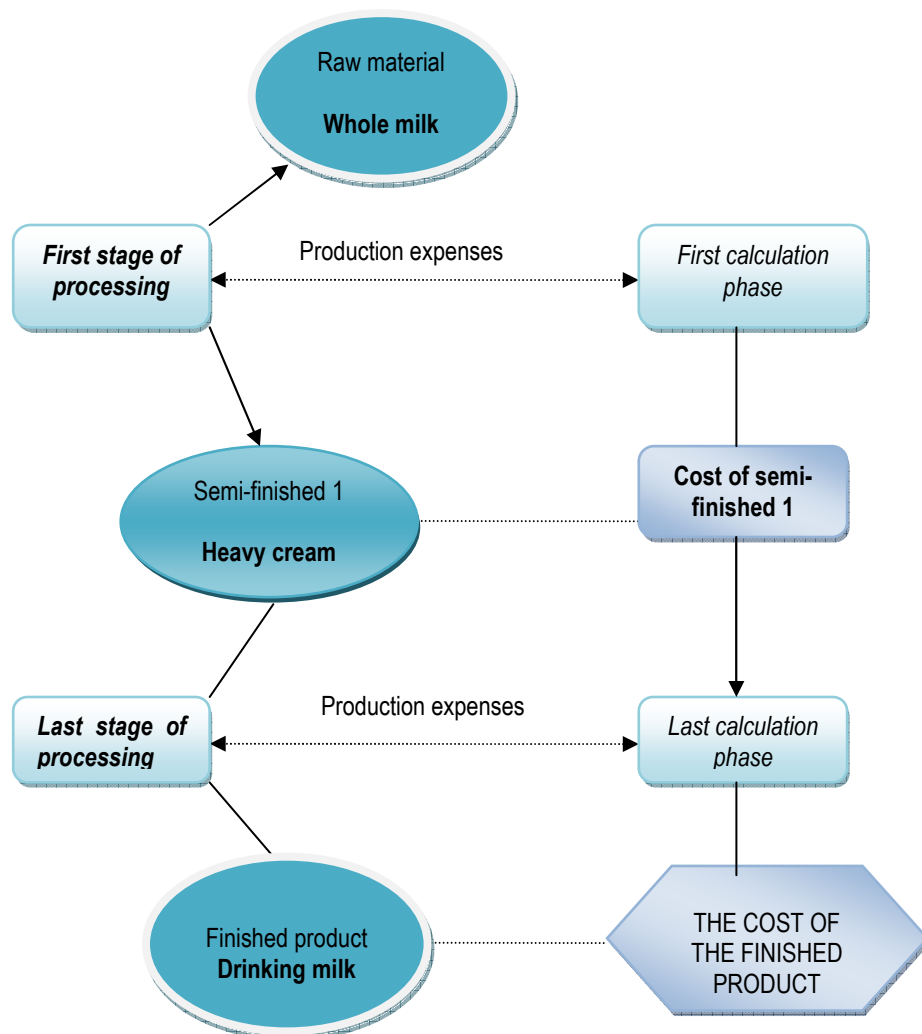 Raw material
Whole milk
First stage of
processing
Production expenses
First calculation
phase
Semi-finished 1
Heavy cream
Cost of semi-
finished 1
Last stage of
processing
Production expenses
Last calculation
phase
Finished product
Drinking milk
THE COST OF
THE FINISHED
PRODUCT